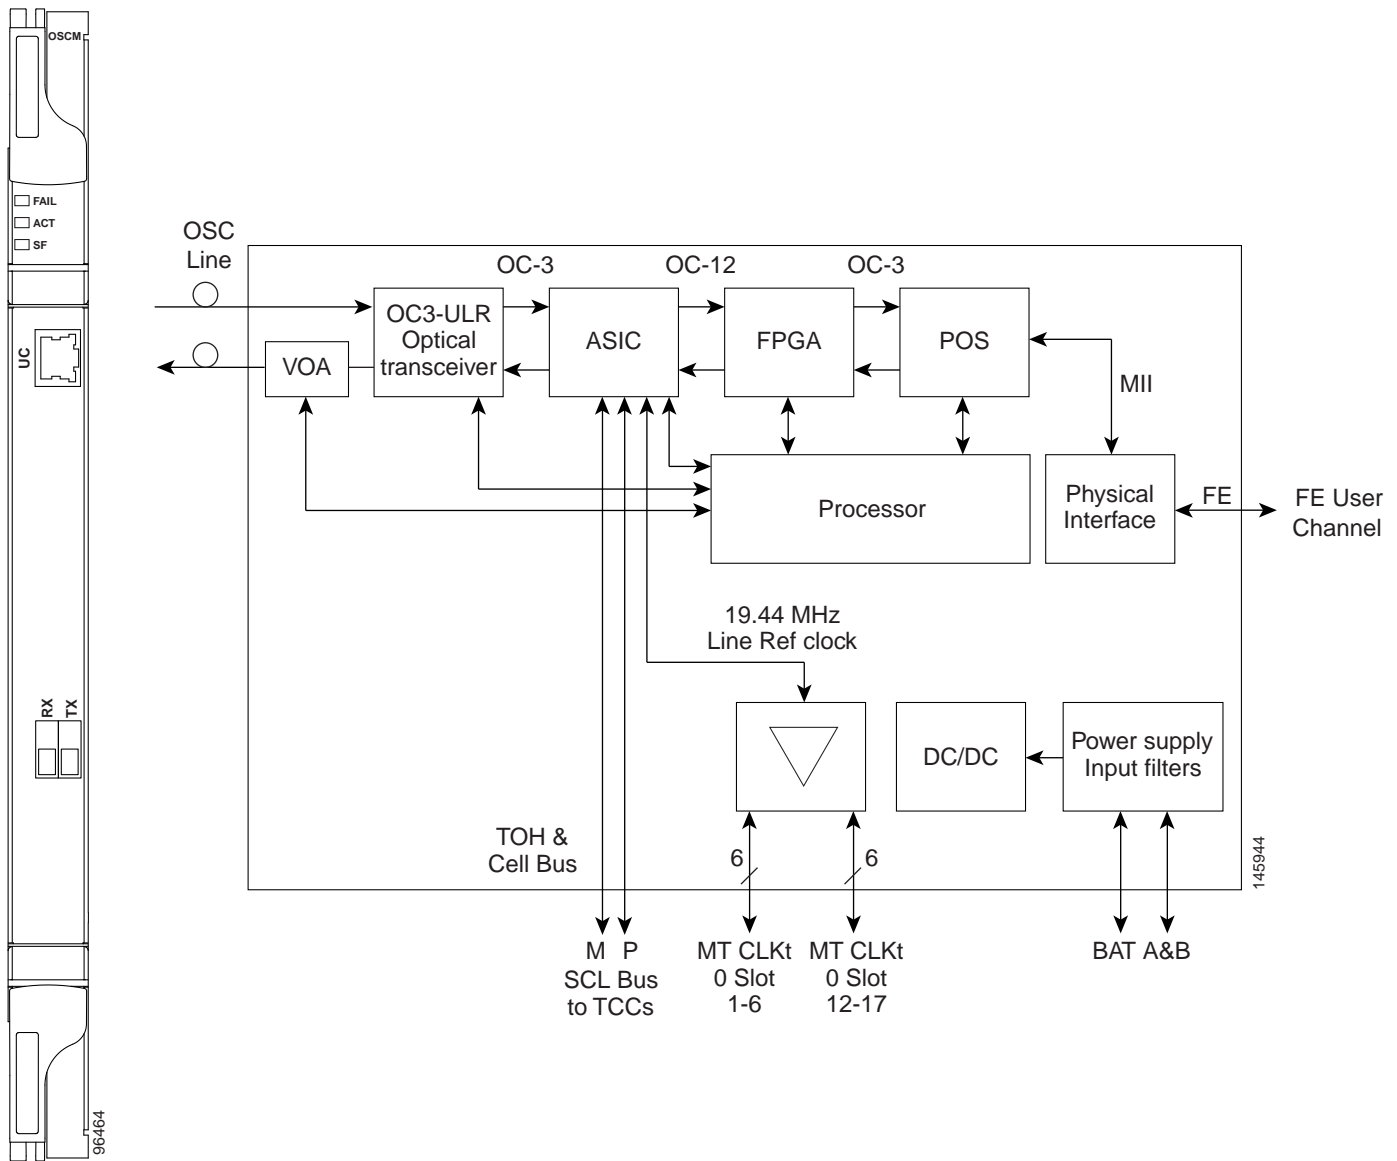 OSCM
FAIL
ACT
SF
UC
RX
TX
96464
OSC
Line
OC-3
OC-12
OC-3
OC3-ULR
Optical
transceiver
ASIC
FPGA
POS
VOA
MII
Processor
Physical
Interface
FE
FE User
Channel
19.44 MHz
Line Ref clock
DC/DC
Power supply
Input filters
TOH &
Cell Bus
6
6
145944
M P
SCL Bus
to TCCs
MT CLKt
0 Slot
1-6
MT CLKt
0 Slot
12-17
BAT A&B